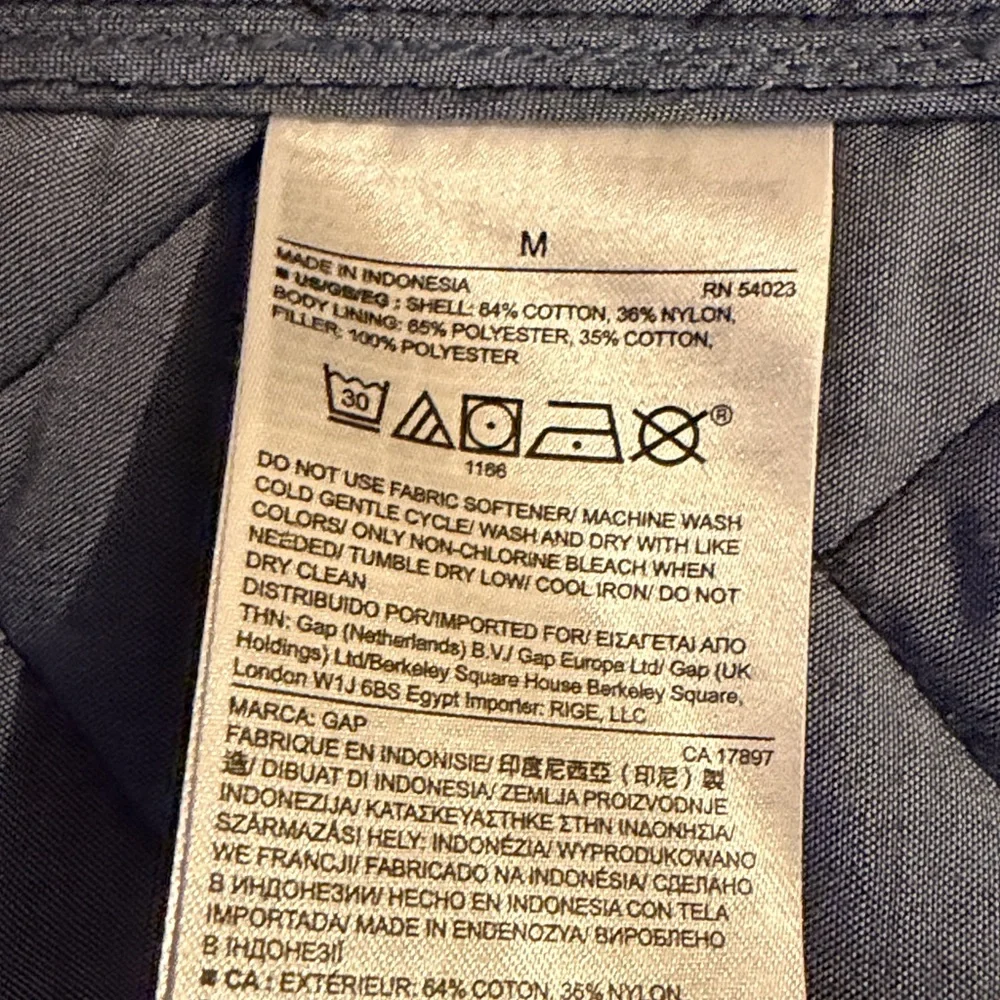 M
MADE IN INDONESIA RN 54023
■ US/GB/EG : SHELL: 64% COTTON, 36% NYLON,
BODY LINING: 65% POLYESTER, 35% COTTON,
FILLER: 100% POLYESTER
30
®
1166
DO NOT USE FABRIC SOFTENER/ MACHINE WASH
COLD GENTLE CYCLE/ WASH AND DRY WITH LIKE
COLORS/ ONLY NON-CHLORINE BLEACH WHEN
NEEDED/ TUMBLE DRY LOW/ COOL IRON/ DO NOT
DRY CLEAN
DISTRIBUIDO POR/IMPORTED FOR/ ΕΙΣΑΓΕΤΑΙ ΑΠΟ
ΤΗΝ: Gap (Netherlands) B.V./ Gap Europe Ltd/ Gap (UK
Holdings) Ltd/Berkeley Square House Berkeley Square,
London W1J 6BS Egypt Importer: RIGE, LLC
MARCA: GAP CA 17897
FABRIQUE EN INDONISIE/ 印度尼西亞（印尼）製
造/ DIBUAT DI INDONESIA/ ZEMLJA PROIZVODNJE
INDONEZIJA/ ΚΑΤΑΣΚΕΥΑΣΤΗΚΕ ΣΤΗΝ ΙΝΔΟΝΗΣΙΑ/
SZÁRMAZÁSI HELY: INDONÉZIA/ WYPRODUKOWANO
WE FRANCJI/ FABRICADO NA INDONÉSIA/ СДЕЛАНО
В ИНДОНЕЗИИ/ HECHO EN INDONESIA CON TELA
IMPORTADA/ MADE IN ENDENOZYA/ ВИРОБЛЕНО
В ІНДОНЕЗІЇ
■ CA : EXTÉRIEUR: 64% COTON, 36% NYLON,